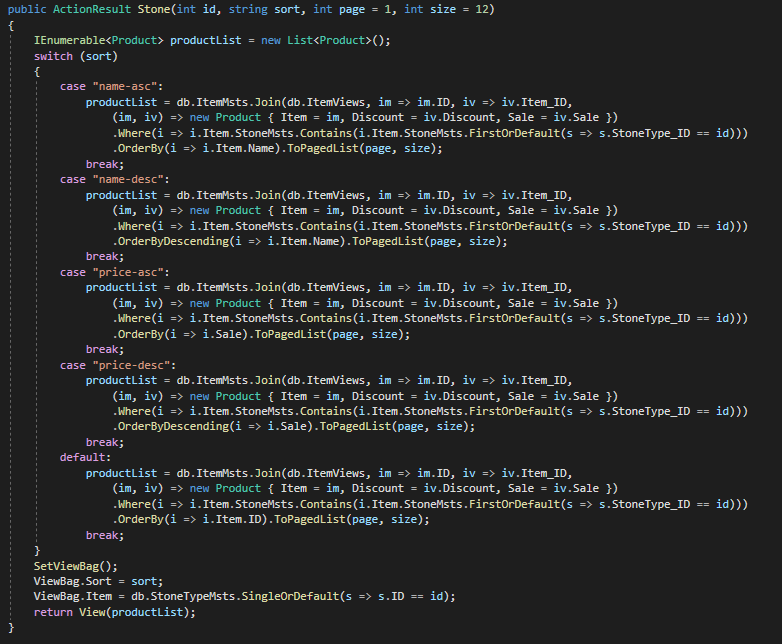 public ActionResult Stone(int id, string sort, int page = 1, int size = 12)
{
    IEnumerable<Product> productList = new List<Product>();
    switch (sort)
    {
        case "name-asc":
            productList = db.ItemMsts.Join(db.ItemViews, im => im.ID, iv => iv.Item_ID,
                (im, iv) => new Product { Item = im, Discount = iv.Discount, Sale = iv.Sale })
                .Where(i => i.Item.StoneMsts.Contains(i.Item.StoneMsts.FirstOrDefault(s => s.StoneType_ID == id)))
                .OrderBy(i => i.Item.Name).ToPagedList(page, size);
            break;
        case "name-desc":
            productList = db.ItemMsts.Join(db.ItemViews, im => im.ID, iv => iv.Item_ID,
                (im, iv) => new Product { Item = im, Discount = iv.Discount, Sale = iv.Sale })
                .Where(i => i.Item.StoneMsts.Contains(i.Item.StoneMsts.FirstOrDefault(s => s.StoneType_ID == id)))
                .OrderByDescending(i => i.Item.Name).ToPagedList(page, size);
            break;
        case "price-asc":
            productList = db.ItemMsts.Join(db.ItemViews, im => im.ID, iv => iv.Item_ID,
                (im, iv) => new Product { Item = im, Discount = iv.Discount, Sale = iv.Sale })
                .Where(i => i.Item.StoneMsts.Contains(i.Item.StoneMsts.FirstOrDefault(s => s.StoneType_ID == id)))
                .OrderBy(i => i.Sale).ToPagedList(page, size);
            break;
        case "price-desc":
            productList = db.ItemMsts.Join(db.ItemViews, im => im.ID, iv => iv.Item_ID,
                (im, iv) => new Product { Item = im, Discount = iv.Discount, Sale = iv.Sale })
                .Where(i => i.Item.StoneMsts.Contains(i.Item.StoneMsts.FirstOrDefault(s => s.StoneType_ID == id)))
                .OrderByDescending(i => i.Sale).ToPagedList(page, size);
            break;
        default:
            productList = db.ItemMsts.Join(db.ItemViews, im => im.ID, iv => iv.Item_ID,
                (im, iv) => new Product { Item = im, Discount = iv.Discount, Sale = iv.Sale })
                .Where(i => i.Item.StoneMsts.Contains(i.Item.StoneMsts.FirstOrDefault(s => s.StoneType_ID == id)))
                .OrderBy(i => i.Item.ID).ToPagedList(page, size);
            break;
    }
    SetViewBag();
    ViewBag.Sort = sort;
    ViewBag.Item = db.StoneTypeMsts.SingleOrDefault(s => s.ID == id);
    return View(productList);
}